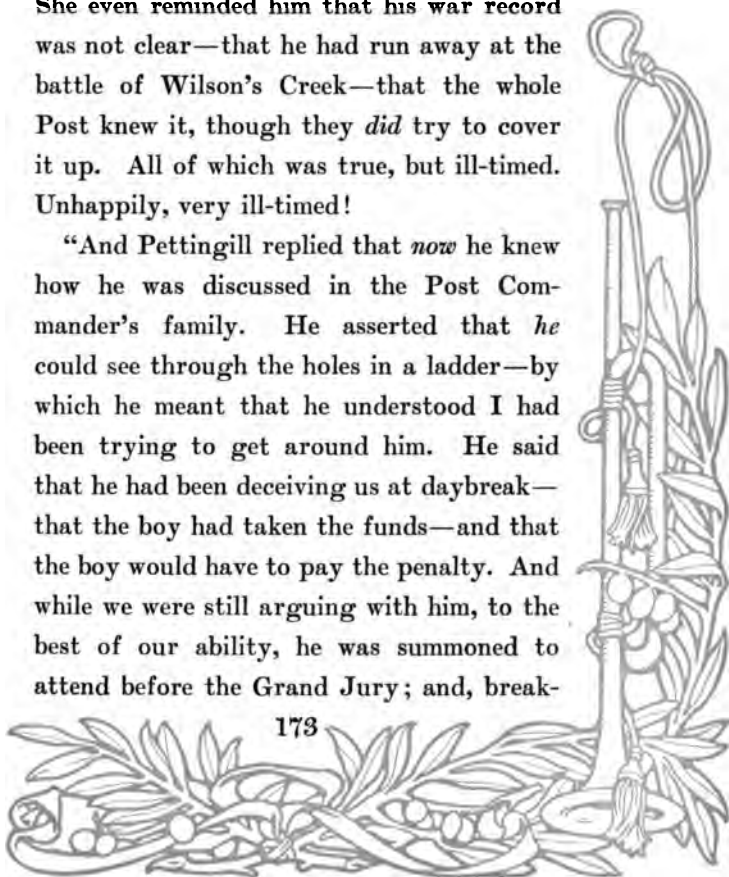 She even reminded him that his war record
was not clear—that he had run away at the
battle of Wilson's Creek—that the whole
Post knew it, though they did try to cover
it up. All of which was true, but ill-timed.
Unhappily, very ill-timed!
“And Pettingill replied that now he knew
how he was discussed in the Post Com-
mander's family. He asserted that he
could see through the holes in a ladder—by
which he meant that he understood I had
been trying to get around him. He said
that he had been deceiving us at daybreak—
that the boy had taken the funds—and that
the boy would have to pay the penalty. And
while we were still arguing with him, to the
best of our ability, he was summoned to
attend before the Grand Jury; and, break-
173